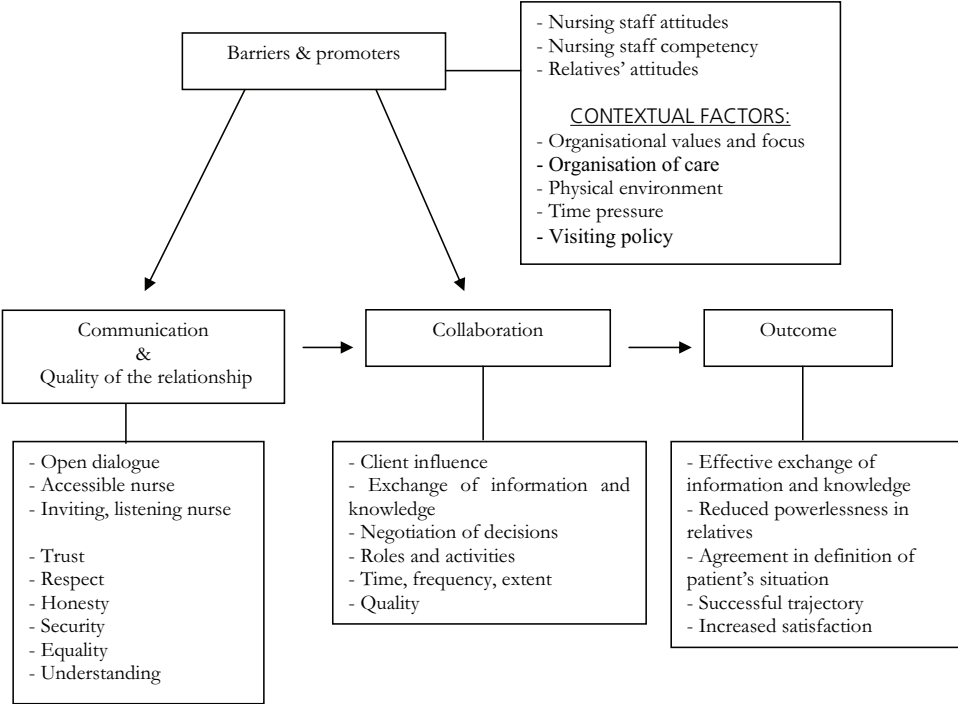 Barriers & promoters
- Nursing staff attitudes
- Nursing staff competency
- Relatives' attitudes
CONTEXTUAL FACTORS:
- Organisational values and focus
- Organisation of care
- Physical environment
- Time pressure
- Visiting policy
Communication
&
Quality of the relationship
Collaboration
Outcome
- Open dialogue
- Accessible nurse
- Inviting, listening nurse
- Trust
- Respect
- Honesty
- Security
- Equality
- Understanding
- Client influence
- Exchange of information and
knowledge
- Negotiation of decisions
- Roles and activities
- Time, frequency, extent
- Quality
- Effective exchange of
information and knowledge
- Reduced powerlessness in
relatives
- Agreement in definition of
patient's situation
- Successful trajectory
- Increased satisfaction